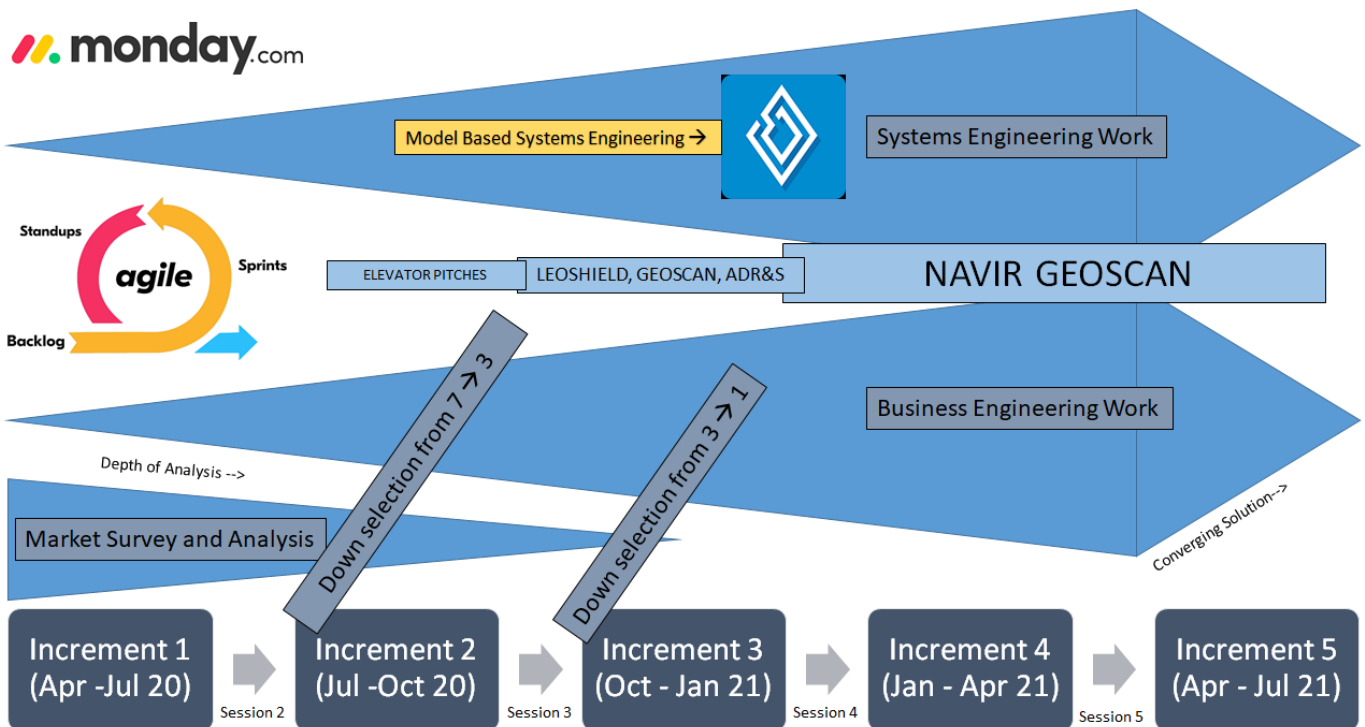 monday.com
Model Based Systems Engineering →
Systems Engineering Work
Standups
agile
Sprints
Backlog
ELEVATOR PITCHES
LEOSHIELD, GEOSCAN, ADR&S
NAVIR GEOSCAN
Down selection from 7 → 3
Down selection from 3 → 1
Business Engineering Work
Depth of Analysis -->
Market Survey and Analysis
Converging Solution-->
Increment 1
(Apr -Jul 20)
Session 2
Increment 2
(Jul -Oct 20)
Session 3
Increment 3
(Oct - Jan 21)
Session 4
Increment 4
(Jan - Apr 21)
Session 5
Increment 5
(Apr - Jul 21)